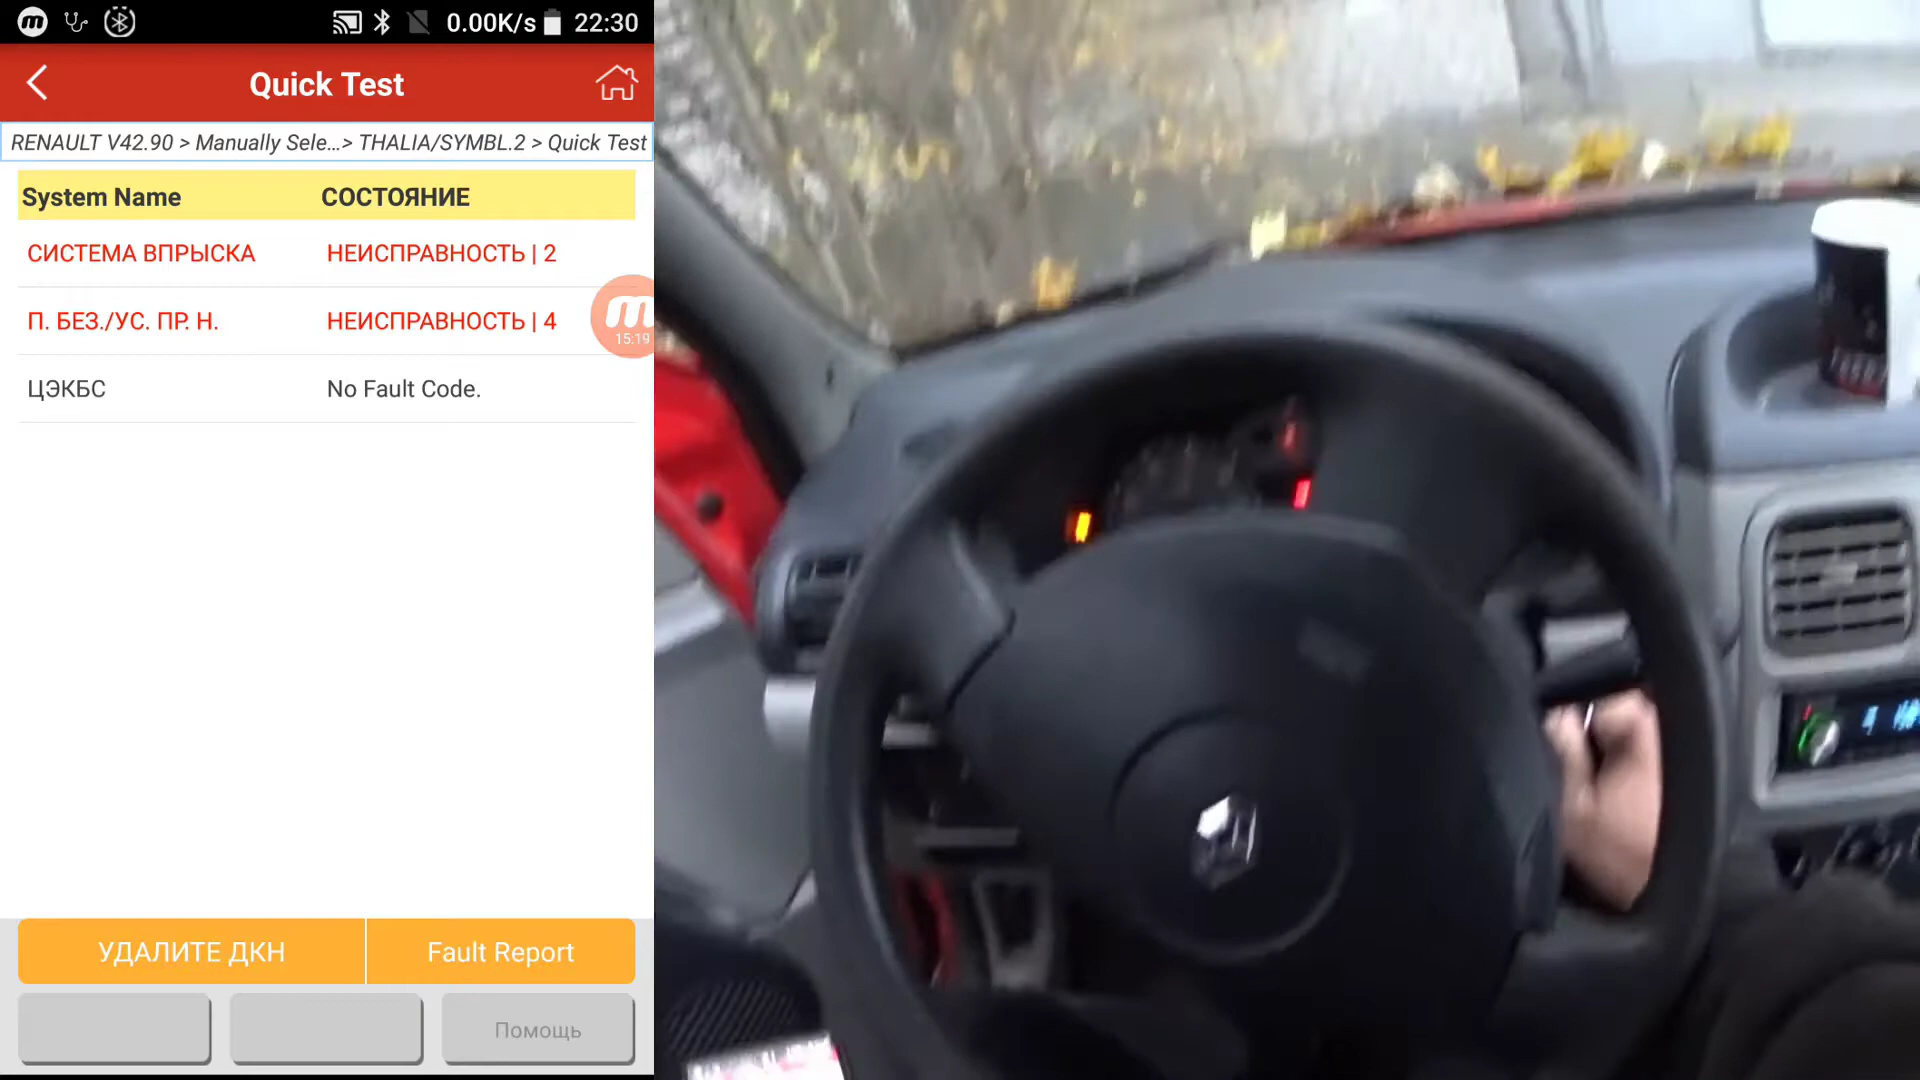 0.00K/s 22:30
Quick Test
RENAULT V42.90 > Manually Sele...> THALIA/SYMBL.2 > Quick Test
System Name СОСТОЯНИЕ
СИСТЕМА ВПРЫСКА НЕИСПРАВНОСТЬ | 2
П. БЕЗ./УС. ПР. Н. НЕИСПРАВНОСТЬ | 4
15:19
ЦЭКБС No Fault Code.
УДАЛИТЕ ДКН Fault Report
Помощь